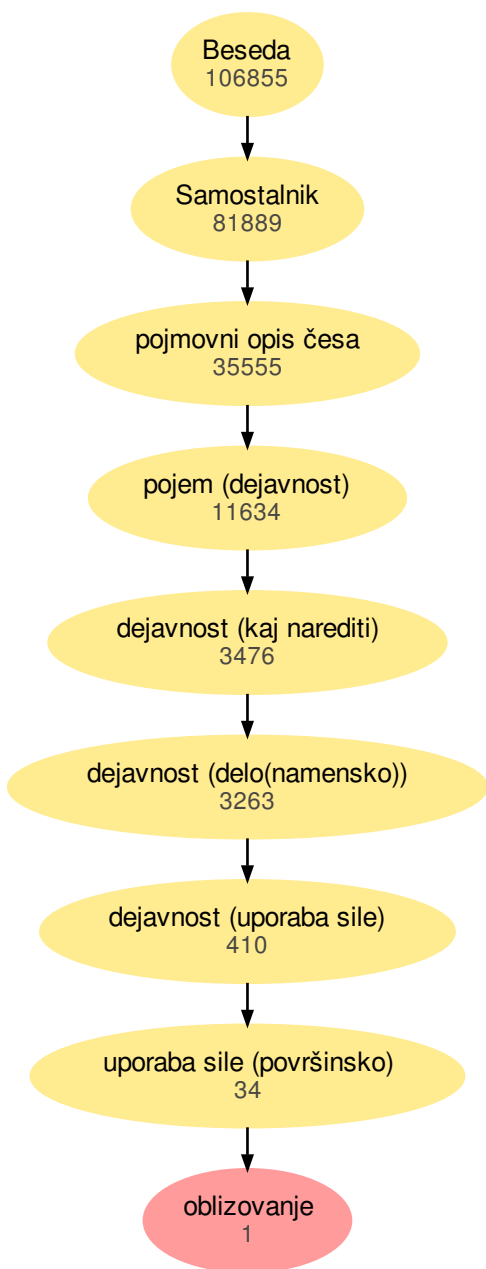 Beseda
106855
Samostalnik
81889
pojmovni opis česa
35555
pojem (dejavnost)
11634
dejavnost (kaj narediti)
3476
dejavnost (delo(namensko))
3263
dejavnost (uporaba sile)
410
uporaba sile (površinsko)
34
oblizovanje
1